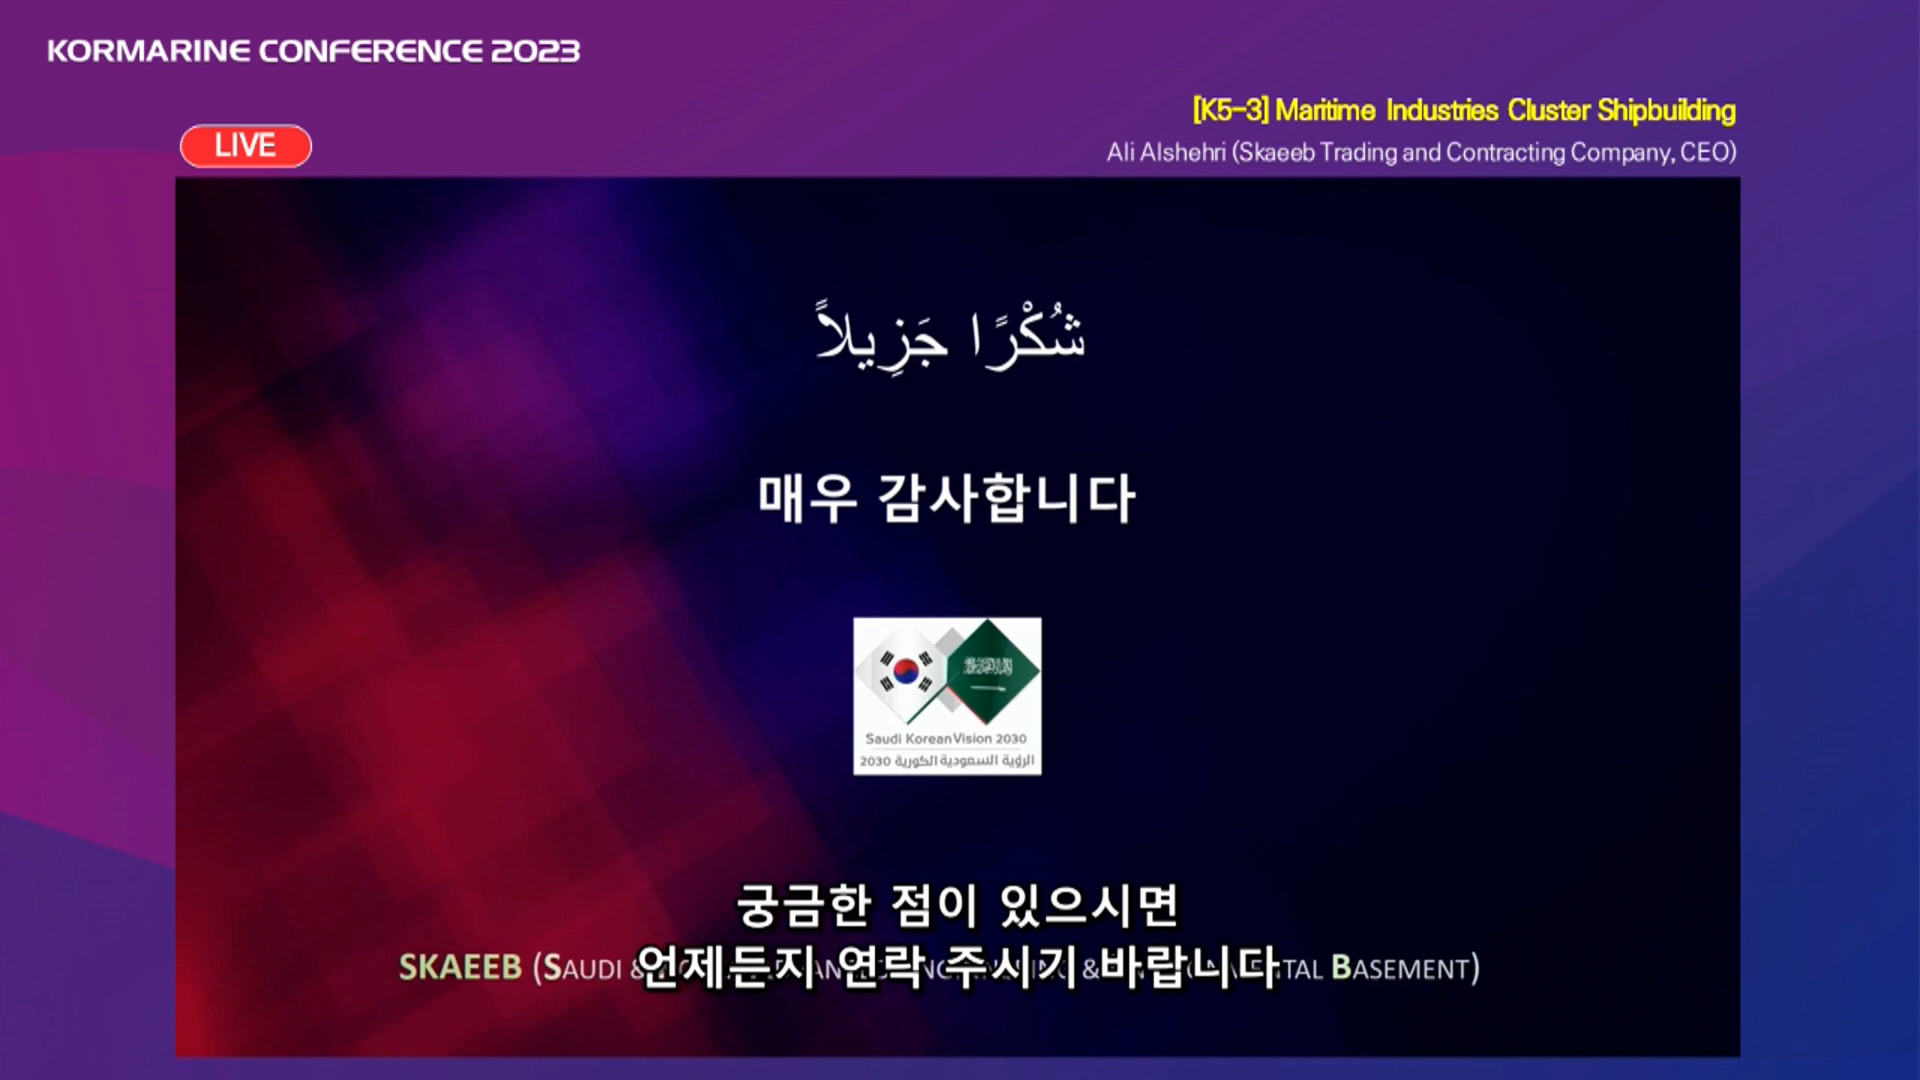 KORMARINE CONFERENCE 2023
[K5-3] Maritime Industries Cluster Shipbuilding
LIVE
Ali Alshehri (Skaeeb Trading and Contracting Company, CEO)
شُكْرًا جَزِيلاً
매우 감사합니다
Saudi Korean Vision 2030
الرؤية السعودية الكورية 2030
궁금한 점이 있으시면
언제든지 연락 주시기 바랍니다
SKAEEB (SAUDI & BASEMENT)